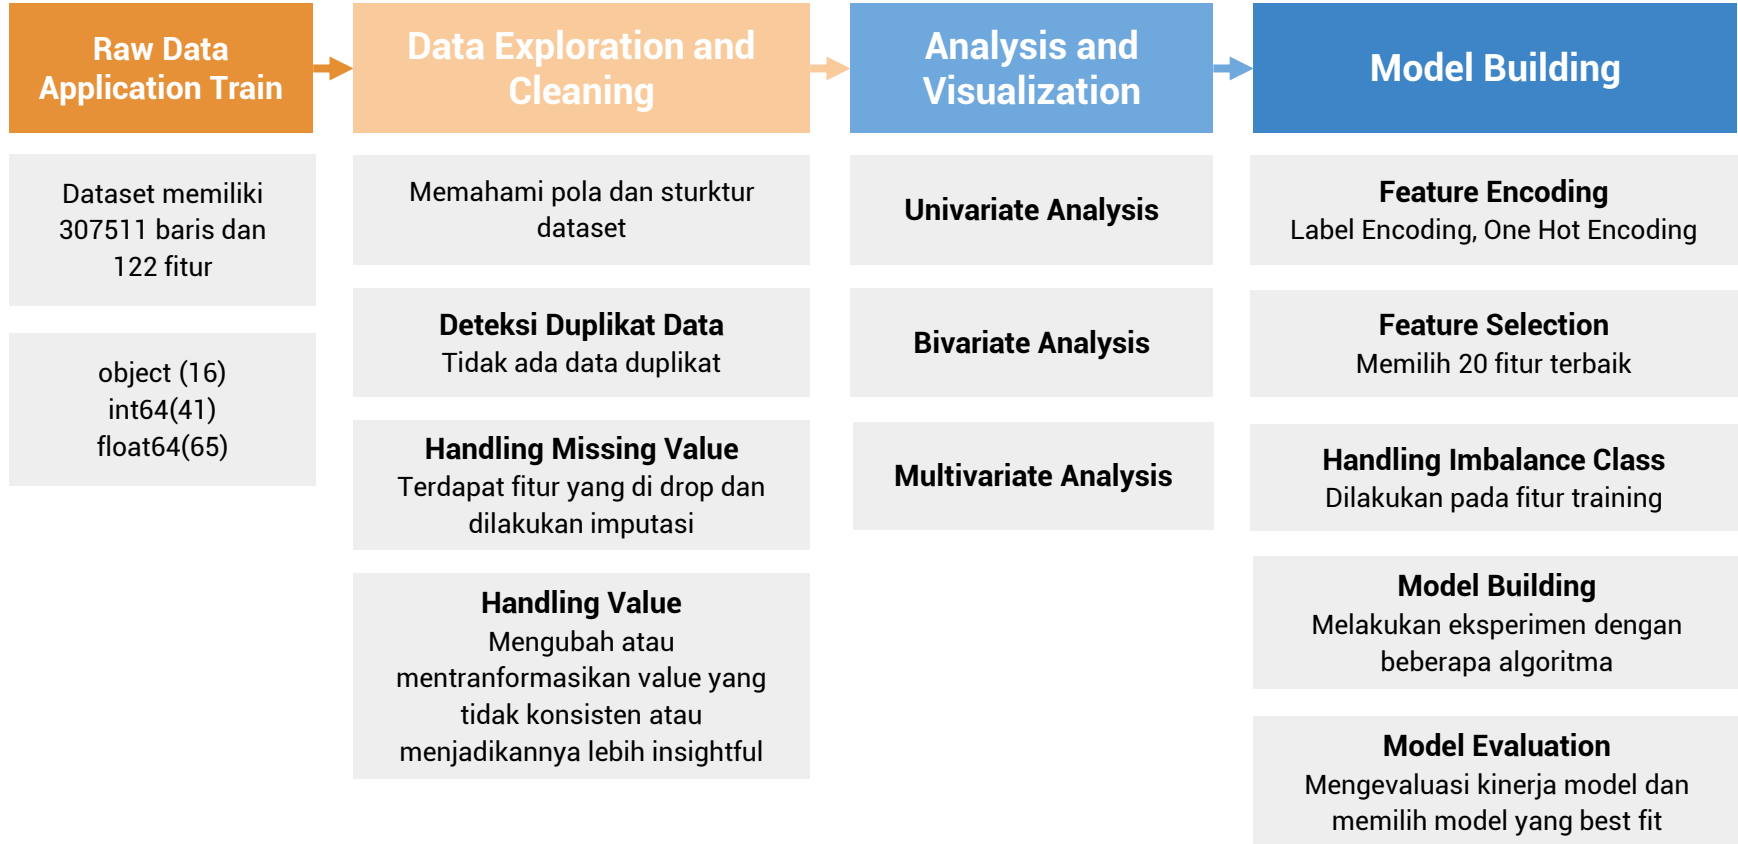 Raw Data
Application Train
Dataset memiliki
307511 baris dan
122 fitur
object (16)
int64(41)
float64(65)
Data Exploration and
Cleaning
Memahami pola dan sturktur
dataset
Deteksi Duplikat Data
Tidak ada data duplikat
Handling Missing Value
Terdapat fitur yang di drop dan
dilakukan imputasi
Handling Value
Mengubah atau
mentranformasikan value yang
tidak konsisten atau
menjadikannya lebih insightful
Analysis and
Visualization
Univariate Analysis
Bivariate Analysis
Multivariate Analysis
Model Building
Feature Encoding
Label Encoding, One Hot Encoding
Feature Selection
Memilih 20 fitur terbaik
Handling Imbalance Class
Dilakukan pada fitur training
Model Building
Melakukan eksperimen dengan
beberapa algoritma
Model Evaluation
Mengevaluasi kinerja model dan
memilih model yang best fit